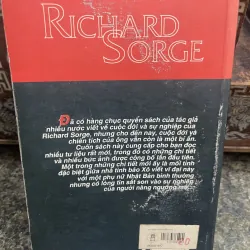 RICHARD
SORGE
Đã có hàng chục quyển sách của tác giả
nhiều nước viết về cuộc đời và sự nghiệp của
Richard Sorge, nhưng cho đến nay, cuộc đời và
chiến tích của ông vẫn còn là một bí ẩn.
Cuốn sách này cung cấp cho bạn đọc
nhiều tư liệu rất mới, trong đó có những chi tiết
và nhiều bức ảnh được công bố lần đầu tiên.
Một trong những chi tiết mới ấy là mối tình
đặc biệt giữa nhà tình báo Xô viết vĩ đại này
với một phụ nữ Nhật Bản bình thường
nhưng có lòng tin sắt son vào sự nghiệp
của người nàng ngưỡng mộ...